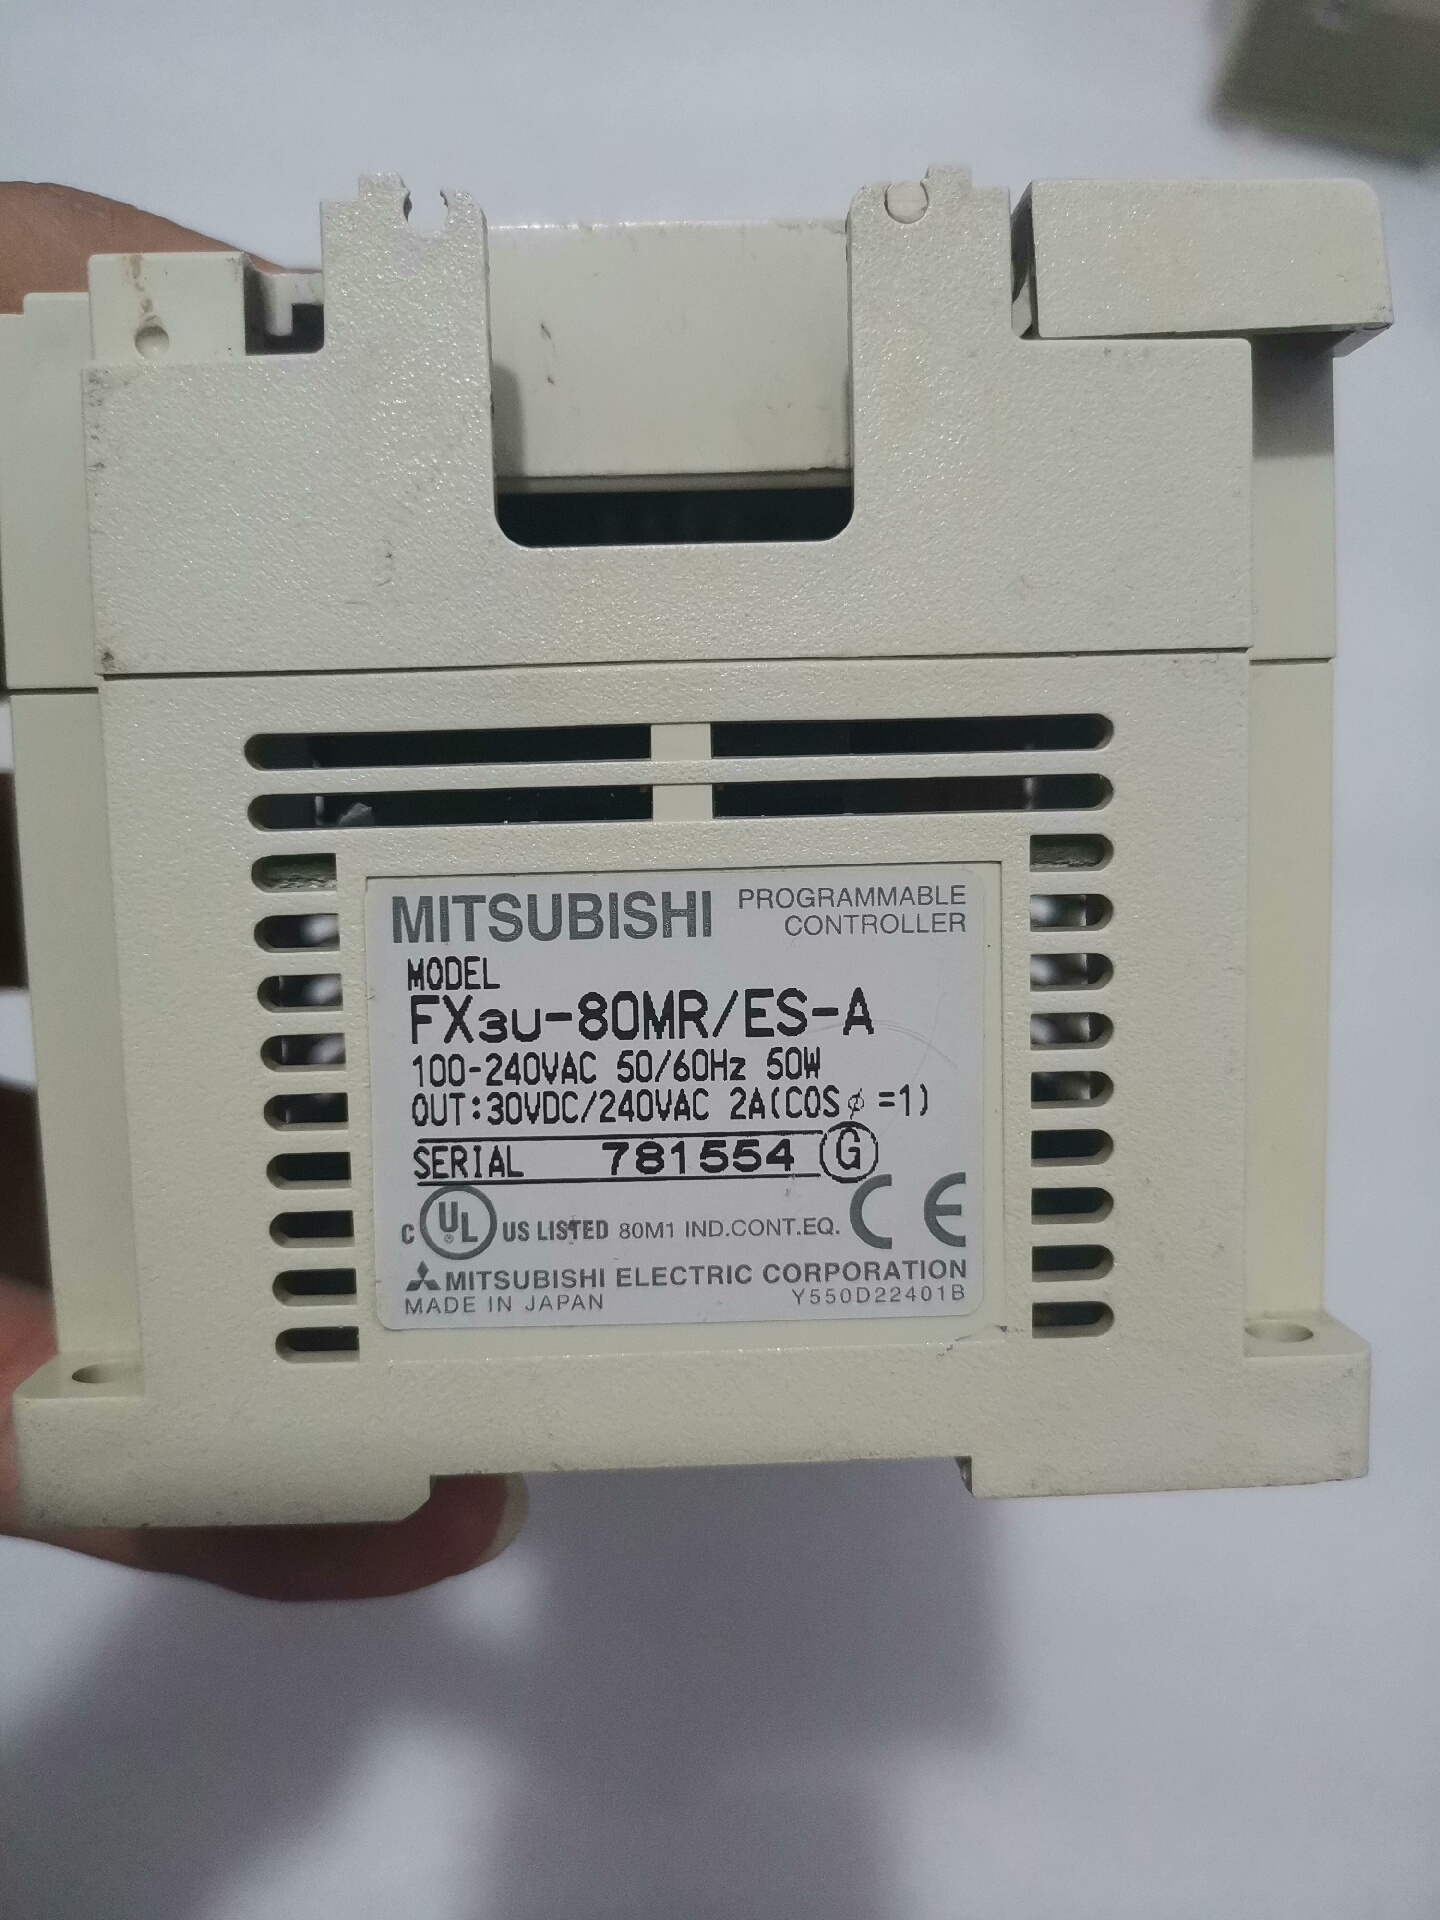 MITSUBISHI PROGRAMMABLE CONTROLLER
MODEL
FX3U-80MR/ES-A
100-240VAC 50/60Hz 50W
OUT:30VDC/240VAC 2A(COSφ=1)
SERIAL 781554 G
C UL US LISTED 80M1 IND.CONT.EQ. CE
MITSUBISHI ELECTRIC CORPORATION
MADE IN JAPAN Y550D22401B